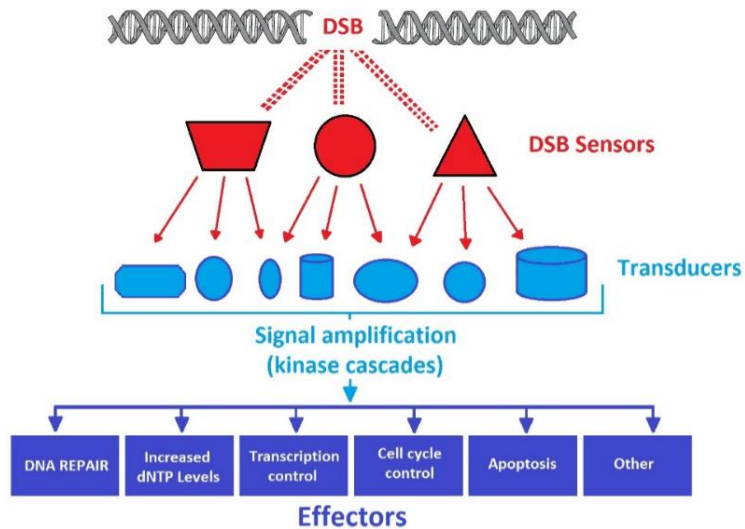 DSB
DSB Sensors
Transducers
Signal amplification
(kinase cascades)
DNA REPAIR
Increased
dNTP Levels
Transcription
control
Cell cycle
control
Apoptosis
Other
Effectors